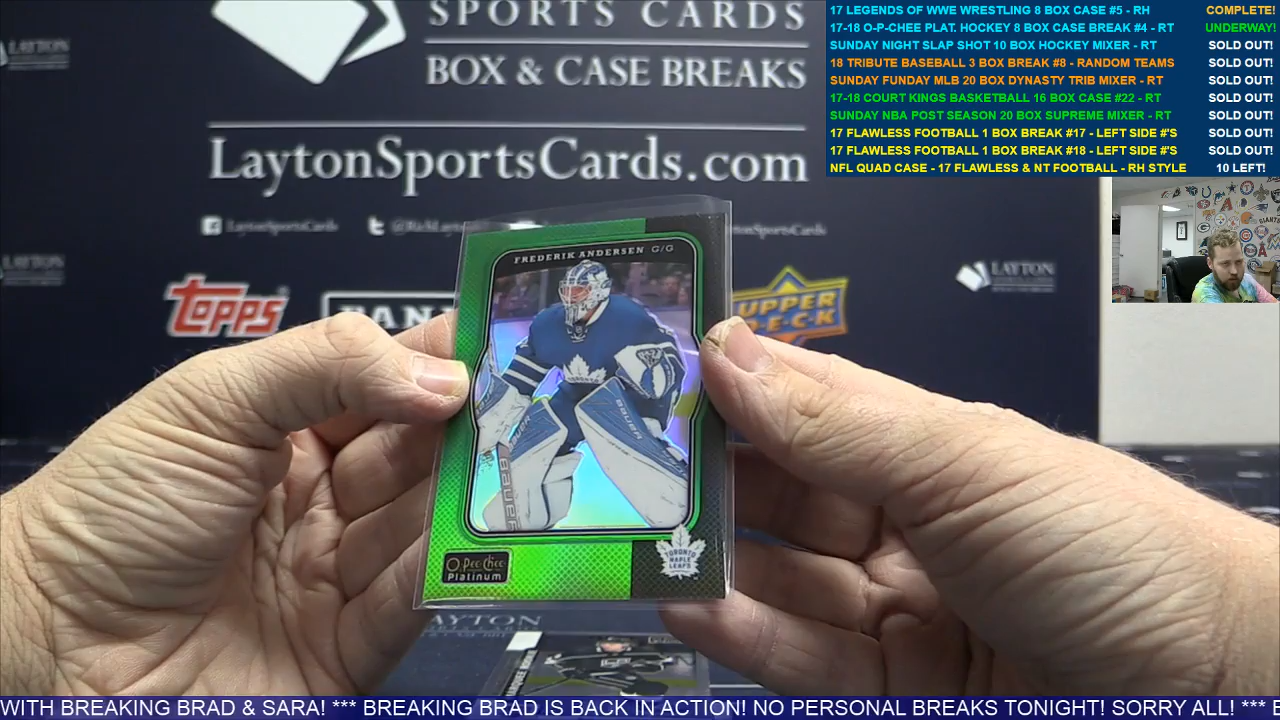 SPORTS CARDS
BOX & CASE BREAKS
LaytonSportsCards.com
LaytonSportsCards
LAYTON
topps
PANI
UPPER DECK
LAYTON
FREDERIK ANDERSEN G/G
BAUER
BAUER
O-Pee-Chee
Platinum
TORONTO
MAPLE
LEAFS
LAYTON
17 LEGENDS OF WWE WRESTLING 8 BOX CASE #5 - RH COMPLETE!
17-18 O-P-CHEE PLAT. HOCKEY 8 BOX CASE BREAK #4 - RT UNDERWAY!
SUNDAY NIGHT SLAP SHOT 10 BOX HOCKEY MIXER - RT SOLD OUT!
18 TRIBUTE BASEBALL 3 BOX BREAK #8 - RANDOM TEAMS SOLD OUT!
SUNDAY FUNDAY MLB 20 BOX DYNASTY TRIB MIXER - RT SOLD OUT!
17-18 COURT KINGS BASKETBALL 16 BOX CASE #22 - RT SOLD OUT!
SUNDAY NBA POST SEASON 20 BOX SUPREME MIXER - RT SOLD OUT!
17 FLAWLESS FOOTBALL 1 BOX BREAK #17 - LEFT SIDE #'S SOLD OUT!
17 FLAWLESS FOOTBALL 1 BOX BREAK #18 - LEFT SIDE #'S SOLD OUT!
NFL QUAD CASE - 17 FLAWLESS & NT FOOTBALL - RH STYLE 10 LEFT!
WITH BREAKING BRAD & SARA! *** BREAKING BRAD IS BACK IN ACTION! NO PERSONAL BREAKS TONIGHT! SORRY ALL! ***